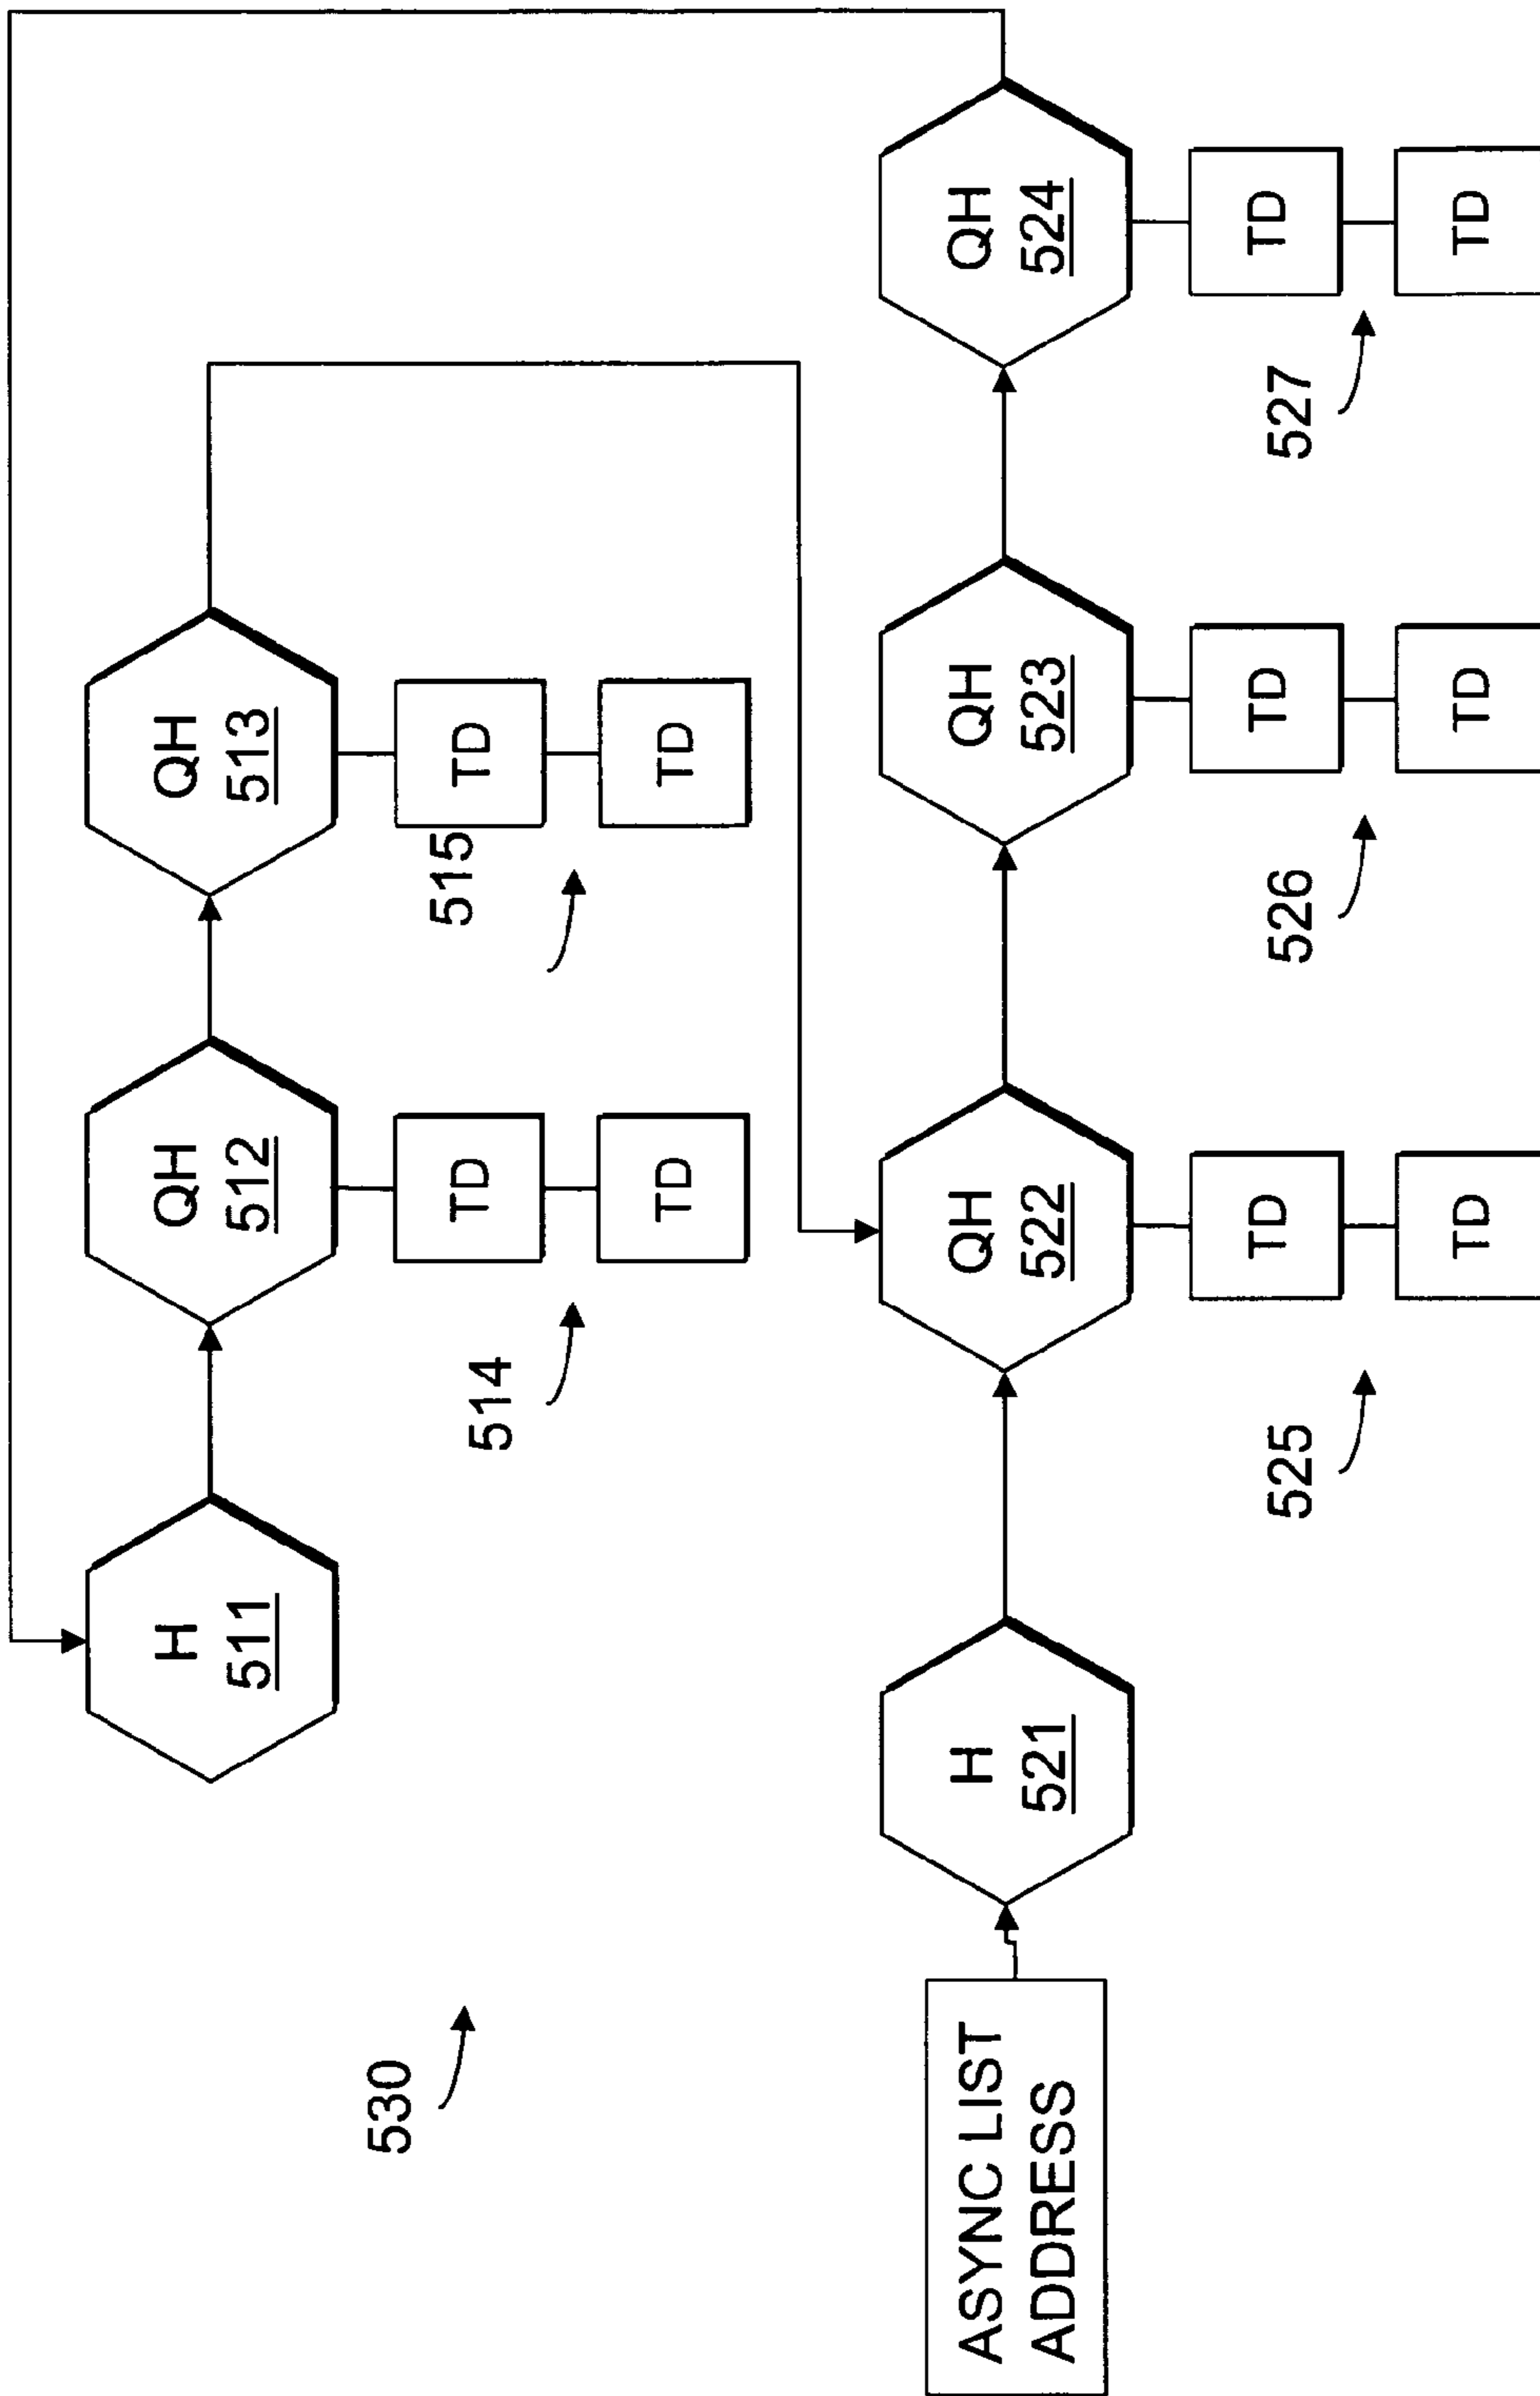 530
H
511
QH
512
QH
513
514
TD
TD
515
TD
TD
ASYNC LIST
ADDRESS
H
521
QH
522
QH
523
QH
524
525
TD
TD
526
TD
TD
527
TD
TD